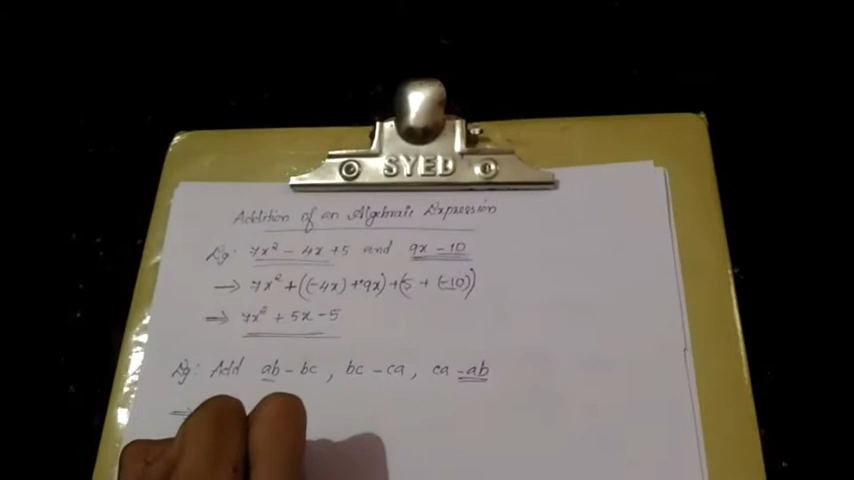 SYED
Addition of an Algebraic Expression
Eg: 7x² - 4x + 5 and 9x - 10
⇒ 7x² + ((-4x) + 9x) + (5 + (-10))
⇒ 7x² + 5x - 5
Eg: Add ab - bc , bc - ca , ca - ab
⇒